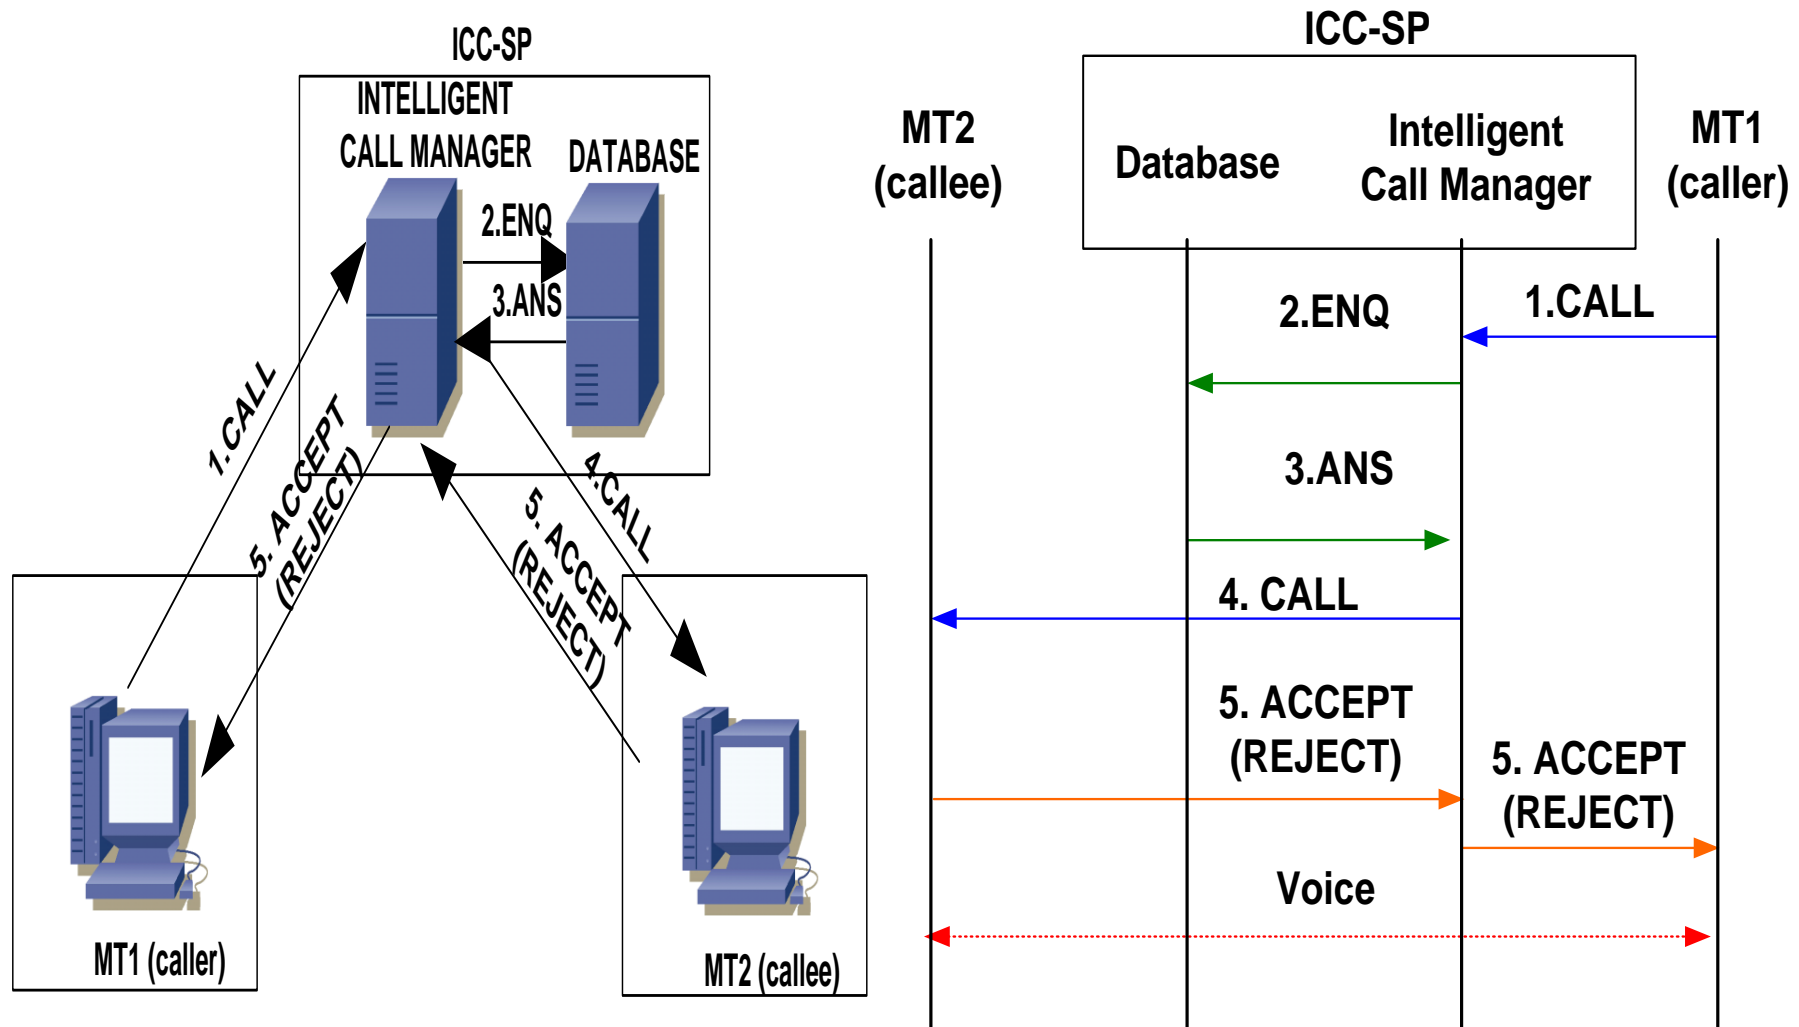 ICC-SP
INTELLIGENT
CALL MANAGER
DATABASE
2.ENQ
3.ANS
1.CALL
5. ACCEPT
(REJECT)
4.CALL
5. ACCEPT
(REJECT)
MT1 (caller)
MT2 (callee)
ICC-SP
MT2
(callee)
Database
Intelligent
Call Manager
MT1
(caller)
2.ENQ
1.CALL
3.ANS
4. CALL
5. ACCEPT
(REJECT)
5. ACCEPT
(REJECT)
Voice